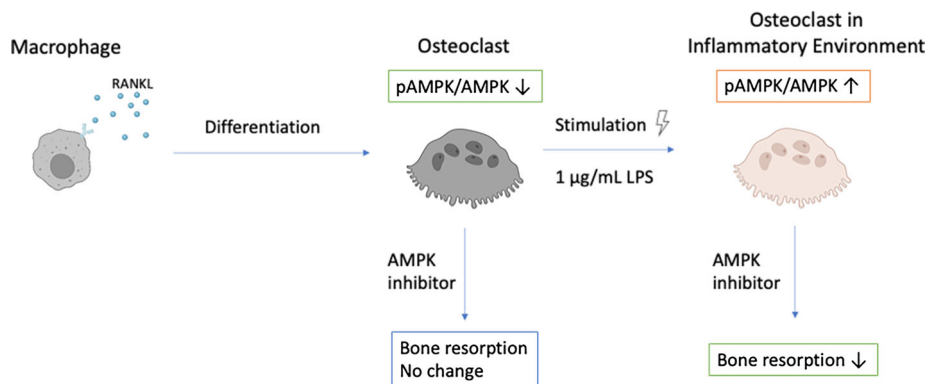 Macrophage
RANKL
Differentiation
Osteoclast
pAMPK/AMPK ↓
Stimulation
1 µg/mL LPS
Osteoclast in
Inflammatory Environment
pAMPK/AMPK ↑
AMPK
inhibitor
Bone resorption
No change
AMPK
inhibitor
Bone resorption ↓